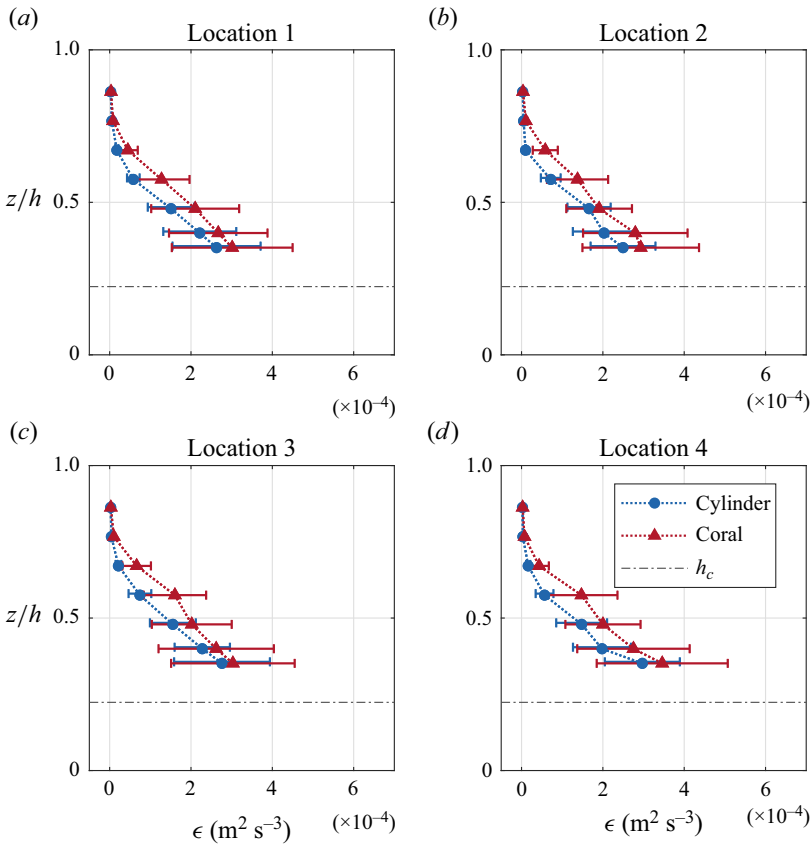 (a) (b)
Location 1 Location 2
1.0 1.0
z/h 0.5 0.5
0 0
0 2 4 6 0 2 4 6
(×10⁻⁴) (×10⁻⁴)
(c) (d)
Location 3 Location 4
1.0 1.0
Cylinder
Coral
h_c
z/h 0.5 0.5
0 0
0 2 4 6 0 2 4 6
ϵ (m² s⁻³) (×10⁻⁴) ϵ (m² s⁻³) (×10⁻⁴)